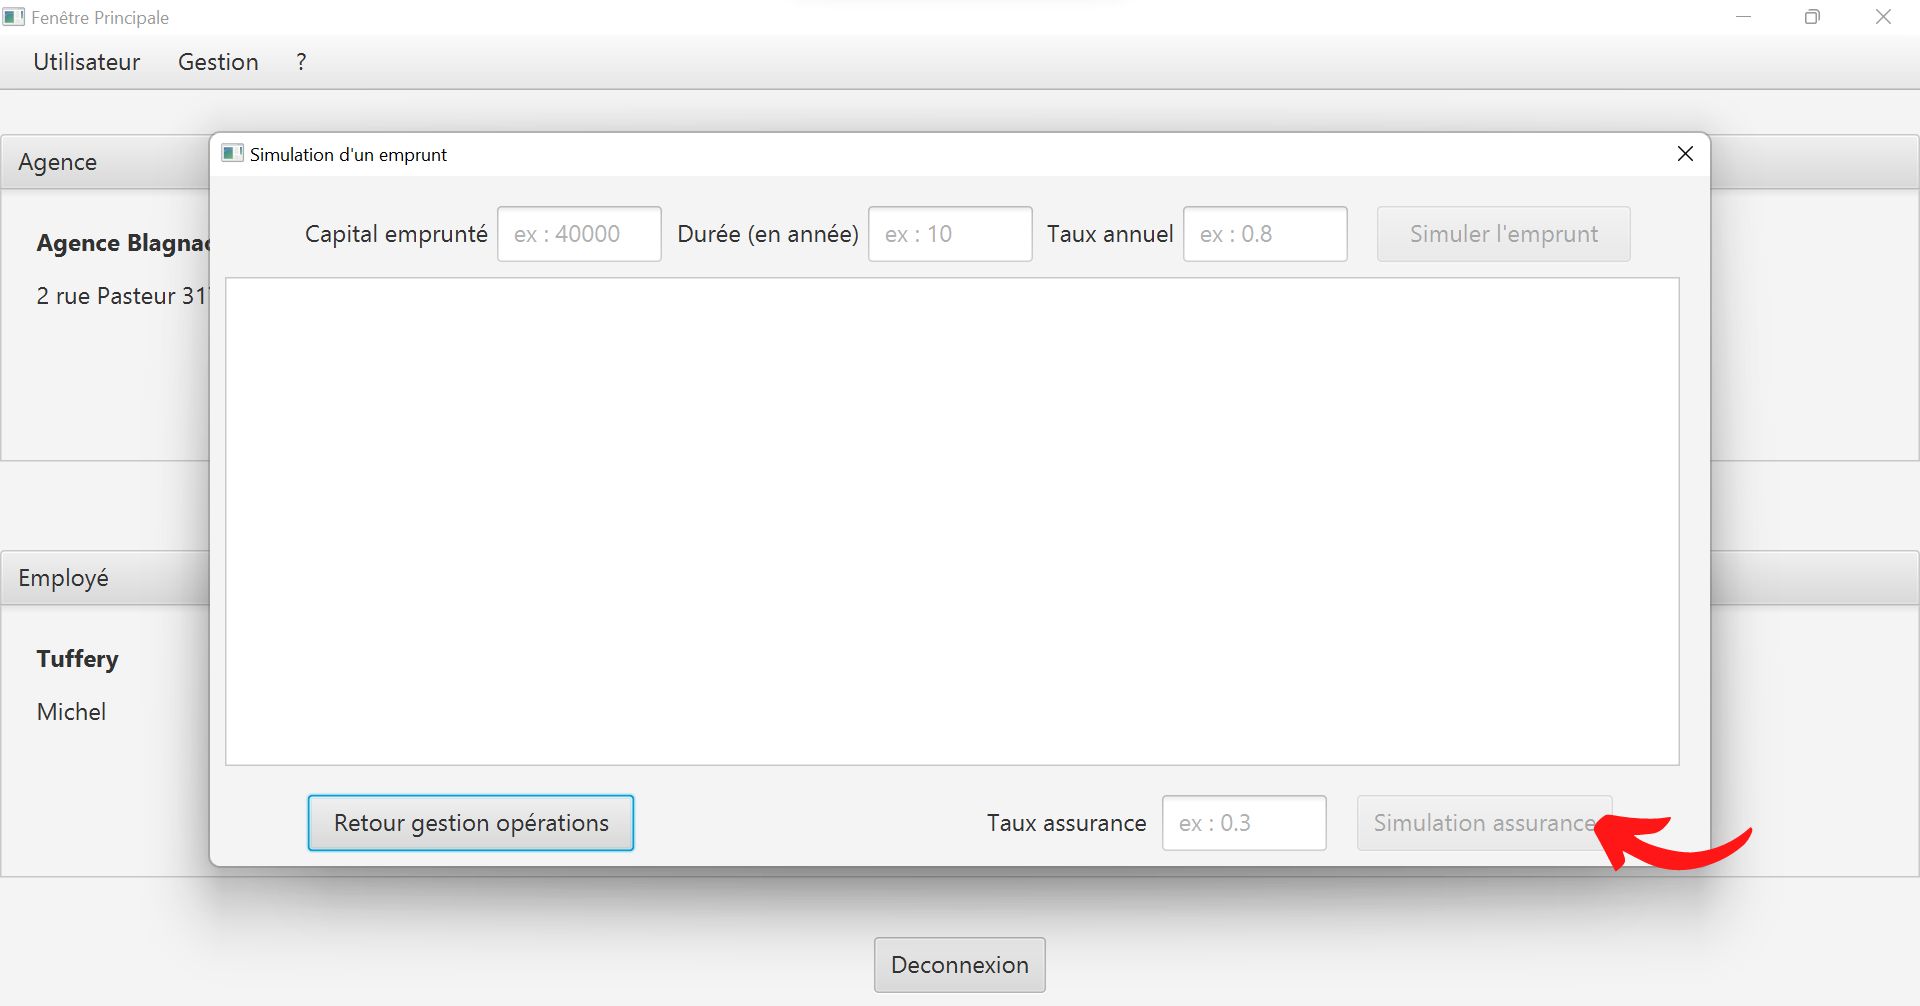 Fenêtre Principale
Utilisateur Gestion ?
Agence
Simulation d'un emprunt
Capital emprunté ex : 40000 Durée (en année) ex : 10 Taux annuel ex : 0.8 Simuler l'emprunt
Agence Blagnac
2 rue Pasteur 31
Employé
Tuffery
Michel
Retour gestion opérations Taux assurance ex : 0.3 Simulation assurance
Deconnexion